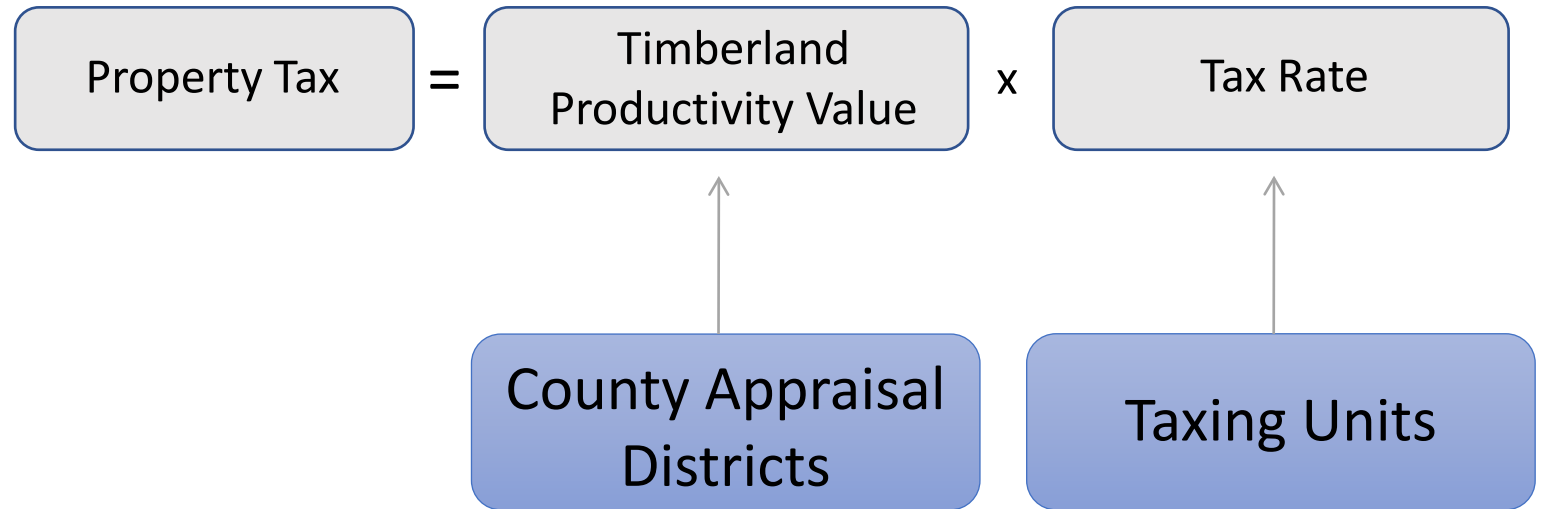 Property Tax
=
Timberland
Productivity Value
x
Tax Rate
County Appraisal
Districts
Taxing Units